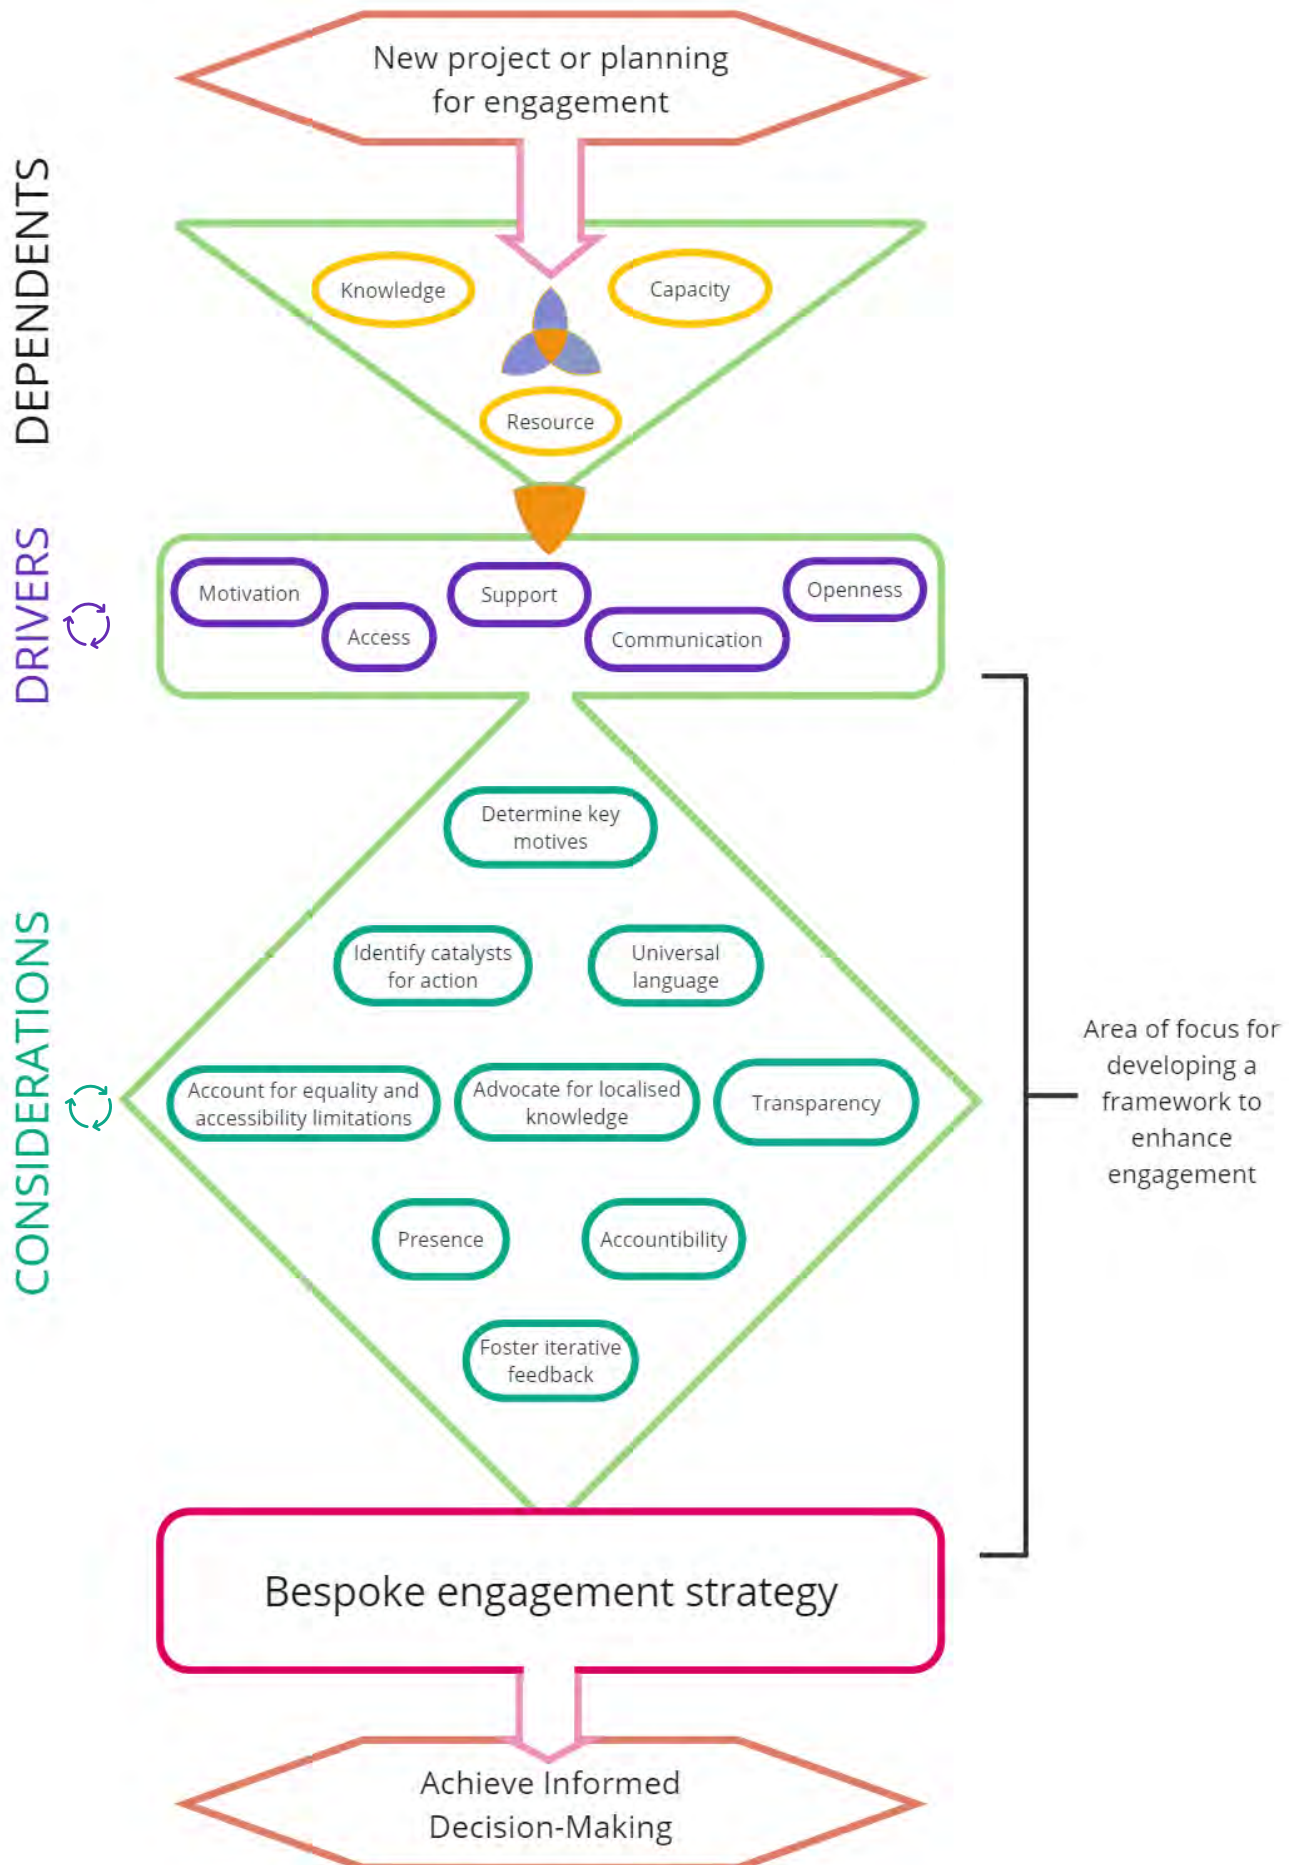 New project or planning
for engagement
DEPENDENTS
Knowledge
Capacity
Resource
DRIVERS
Motivation
Access
Support
Communication
Openness
CONSIDERATIONS
Determine key
motives
Identify catalysts
for action
Universal
language
Account for equality and
accessibility limitations
Advocate for localised
knowledge
Transparency
Presence
Accountibility
Foster iterative
feedback
Area of focus for
developing a
framework to
enhance
engagement
Bespoke engagement strategy
Achieve Informed
Decision-Making